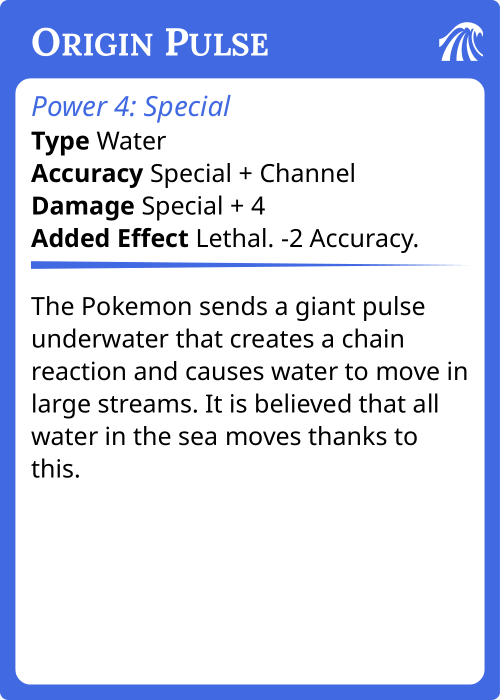 Origin Pulse
Power 4: Special
Type Water
Accuracy Special + Channel
Damage Special + 4
Added Effect Lethal. -2 Accuracy.
The Pokemon sends a giant pulse
underwater that creates a chain
reaction and causes water to move in
large streams. It is believed that all
water in the sea moves thanks to
this.